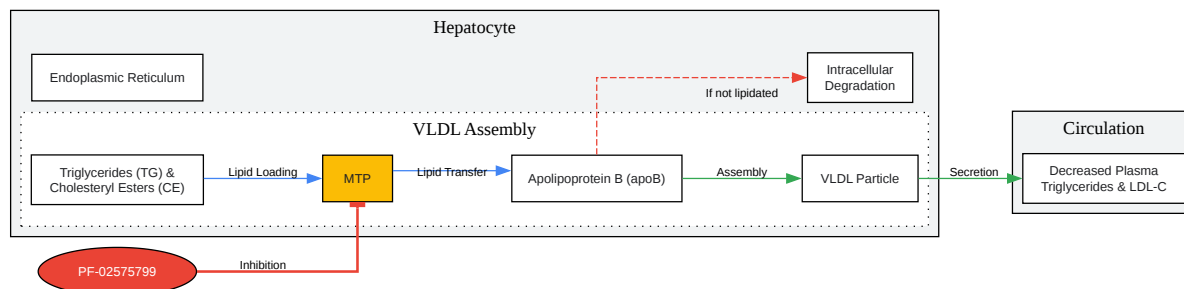 Hepatocyte
Endoplasmic Reticulum
Intracellular
Degradation
If not lipidated
VLDL Assembly
Circulation
Triglycerides (TG) &
Cholesteryl Esters (CE)
Lipid Loading
MTP
Lipid Transfer
Apolipoprotein B (apoB)
Assembly
VLDL Particle
Secretion
Decreased Plasma
Triglycerides & LDL-C
PF-02575799
Inhibition